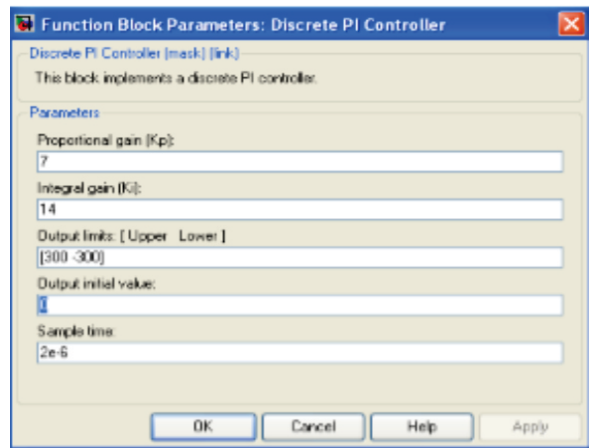 Function Block Parameters: Discrete PI Controller
Discrete PI Controller (mask) (link)
This block implements a discrete PI controller.
Parameters
Proportional gain (Kp):
7
Integral gain (Ki):
14
Output limits: [ Upper Lower ]
[300 -300]
Output initial value:
0
Sample time:
2e-6
OK Cancel Help Apply